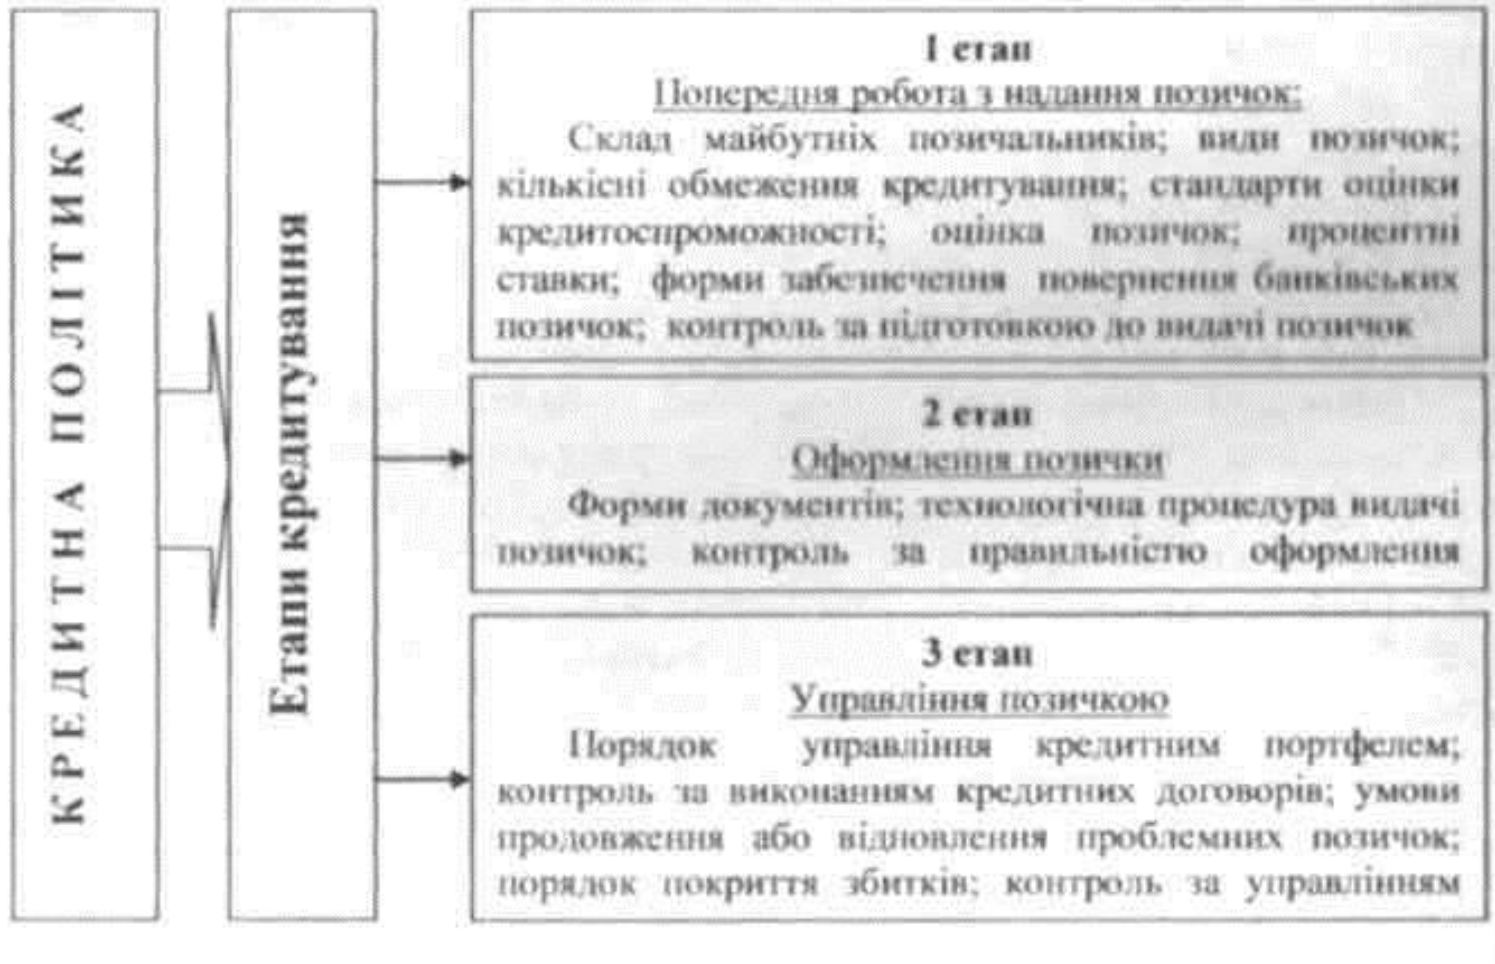 КРЕДИТНА ПОЛІТИКА
Етапи кредитування
1 етап
Попередня робота з надання позичок:
Склад майбутніх позичальників; види позичок;
кількісні обмеження кредитування; стандарти оцінки
кредитоспроможності; оцінка позичок; процентні
ставки; форми забезпечення повернення банківських
позичок; контроль за підготовкою до видачі позичок
2 етап
Оформлення позички
Форми документів; технологічна процедура видачі
позичок; контроль за правильністю оформлення
3 етап
Управління позичкою
Порядок управління кредитним портфелем;
контроль за виконанням кредитних договорів; умови
продовження або відновлення проблемних позичок;
порядок покриття збитків; контроль за управлінням